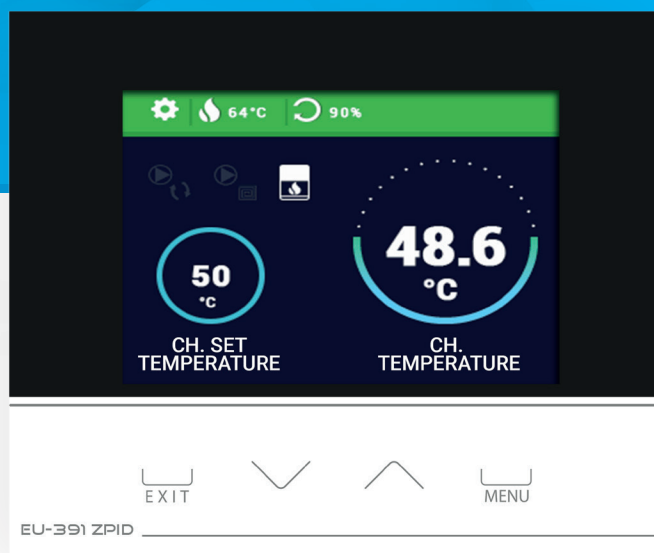 64°C 90%
50
°C
48.6
°C
CH. SET
TEMPERATURE
CH.
TEMPERATURE
EXIT
MENU
EU-391 ZPID